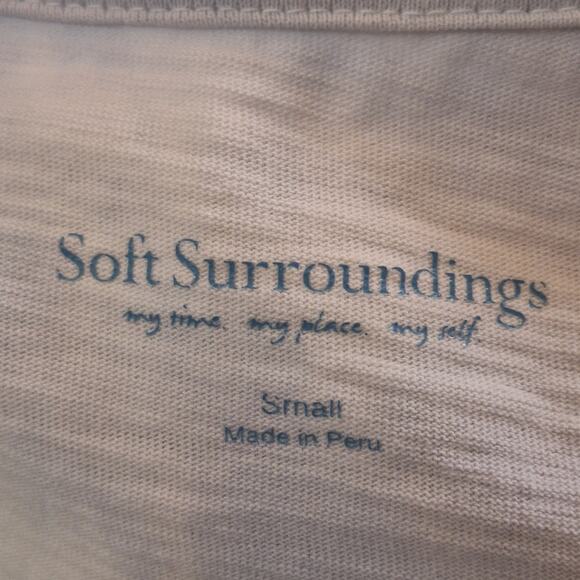 Soft Surroundings
my time. my place. my self.
Small
Made in Peru